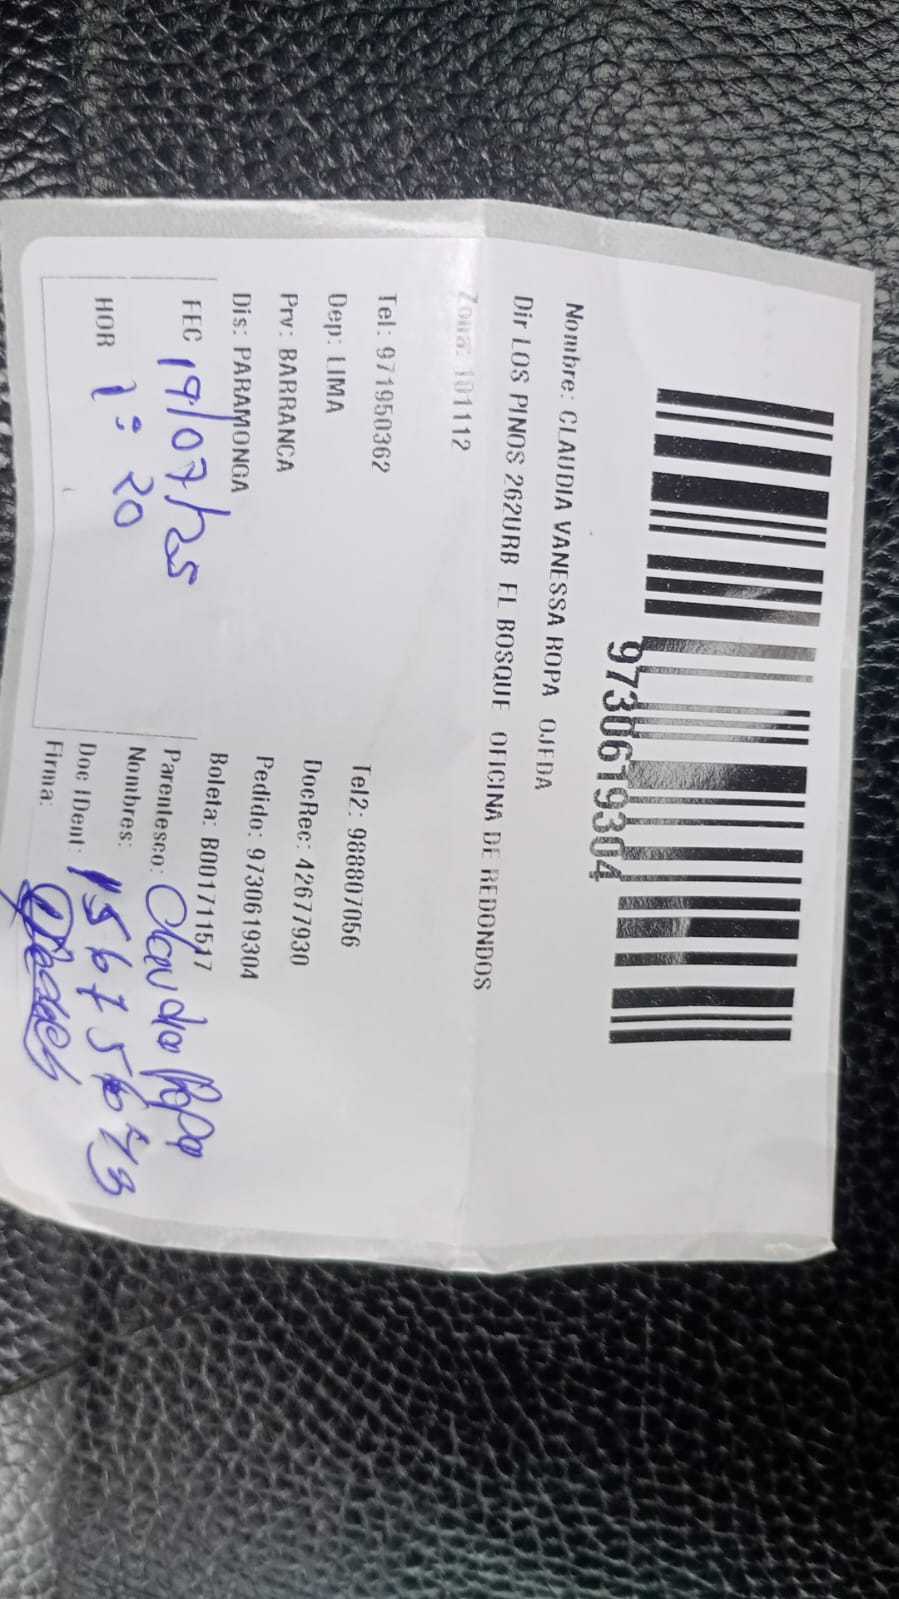 9730619304
Nombre: CLAUDIA VANESSA ROPA OJEDA
Dir LOS PINOS 262URB EL BOSQUE OFICINA DE REDONDOS
Zona: 101112
Tel: 971950362 Tel2: 988807056
Dep: LIMA DocRec: 42677930
Prv: BARRANCA Pedido: 9730619304
Dis: PARAMONGA Boleta: B001711517
FEC 19/07/25 Parentesco: Claudia Ropa
HOR 1:20 Nombres:
Doc IDent:
Firma: